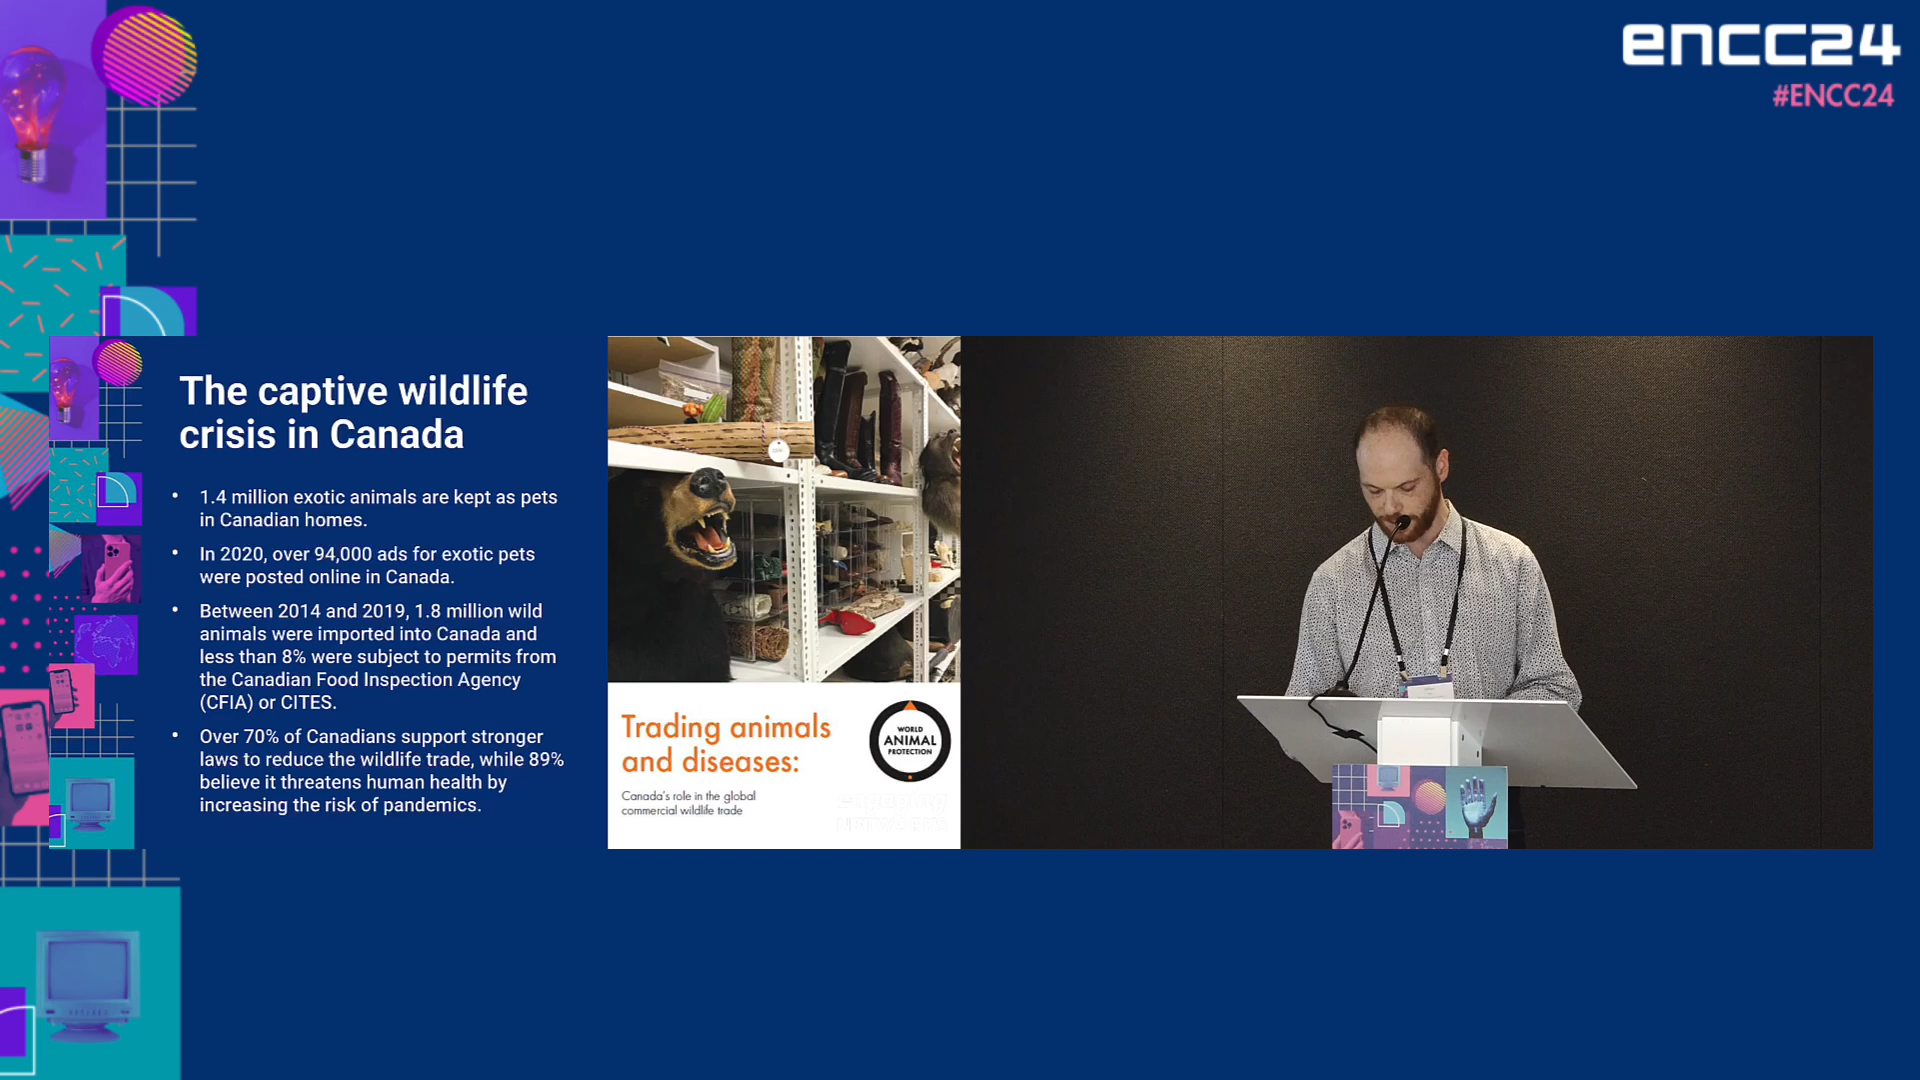 encc24
#ENCC24
The captive wildlife
crisis in Canada
• 1.4 million exotic animals are kept as pets
in Canadian homes.
• In 2020, over 94,000 ads for exotic pets
were posted online in Canada.
• Between 2014 and 2019, 1.8 million wild
animals were imported into Canada and
less than 8% were subject to permits from
the Canadian Food Inspection Agency
(CFIA) or CITES.
• Over 70% of Canadians support stronger
laws to reduce the wildlife trade, while 89%
believe it threatens human health by
increasing the risk of pandemics.
Trading animals
and diseases:
Canada's role in the global
commercial wildlife trade
WORLD
ANIMAL
PROTECTION
engaging
NETWORKS